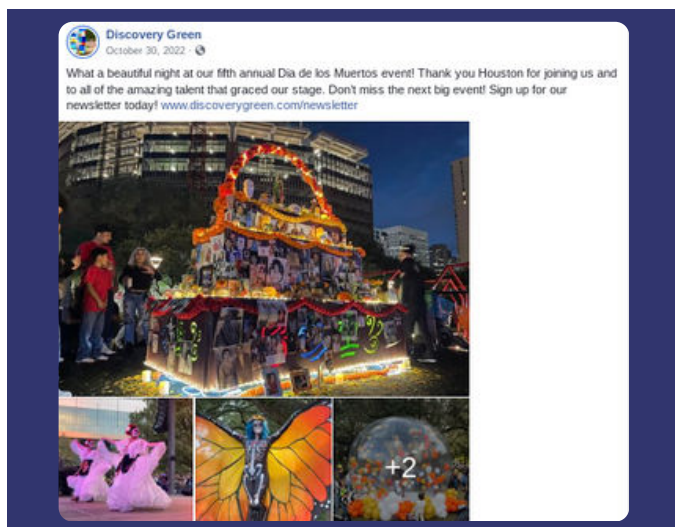 Discovery Green
October 30, 2022 ·
What a beautiful night at our fifth annual Dia de los Muertos event! Thank you Houston for joining us and
to all of the amazing talent that graced our stage. Don't miss the next big event! Sign up for our
newsletter today! www.discoverygreen.com/newsletter
+2